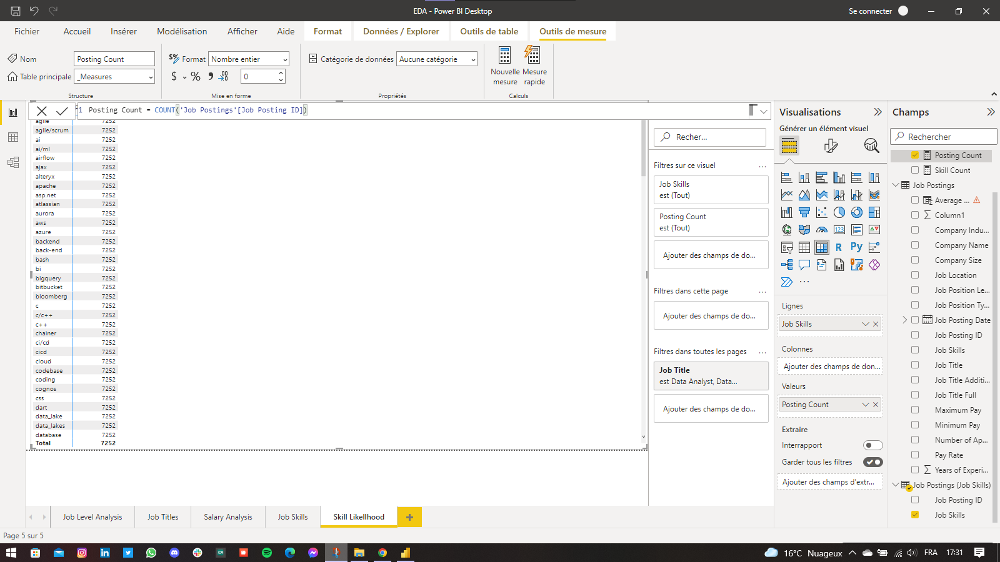 EDA - Power BI Desktop
Se connecter
Fichier
Accueil
Insérer
Modélisation
Afficher
Aide
Format
Données / Explorer
Outils de table
Outils de mesure
Nom
Posting Count
Table principale
_Measures
Structure
Format
Nombre entier
$ % 9 .00
0
Mise en forme
Catégorie de données
Aucune catégorie
Propriétés
Nouvelle mesure
Mesure rapide
Calculs
1 Posting Count = COUNT('Job Postings'[Job Posting ID])
agile 7252
agile/scrum 7252
ai 7252
ai/ml 7252
airflow 7252
ajax 7252
alteryx 7252
apache 7252
asp.net 7252
atlassian 7252
aurora 7252
aws 7252
azure 7252
backend 7252
back-end 7252
bash 7252
bi 7252
bigquery 7252
bitbucket 7252
bloomberg 7252
c 7252
c/c++ 7252
c++ 7252
chainer 7252
ci/cd 7252
cicd 7252
cloud 7252
codebase 7252
coding 7252
cognos 7252
css 7252
dart 7252
data_lake 7252
data_lakes 7252
database 7252
Total 7252
Recher...
Filtres sur ce visuel ...
Job Skills
est (Tout)
Posting Count
est (Tout)
Ajouter des champs de do...
Filtres dans cette page ...
Ajouter des champs de do...
Filtres dans toutes les pages ...
Job Title
est Data Analyst, Data...
Ajouter des champs de do...
Visualisations
Générer un élément visuel
123
R
Py
...
Lignes
Job Skills
Colonnes
Ajouter des champs de don...
Valeurs
Posting Count
Extraire
Interrapport
Garder tous les filtres
Ajouter des champs d'extr...
Champs
Rechercher
Posting Count
Skill Count
Job Postings
Average ...
Σ Column1
Company Indu...
Company Name
Company Size
Job Location
Job Position Le...
Job Position Ty...
Job Posting Date
Job Posting ID
Job Skills
Job Title
Job Title Additi...
Job Title Full
Maximum Pay
Minimum Pay
Number of Ap...
Pay Rate
Σ Years of Experi...
Job Postings (Job Skills)
Job Posting ID
Job Skills
Job Level Analysis
Job Titles
Salary Analysis
Job Skills
Skill Likelihood
+
Page 5 sur 5
16°C Nuageux
FRA
17:31